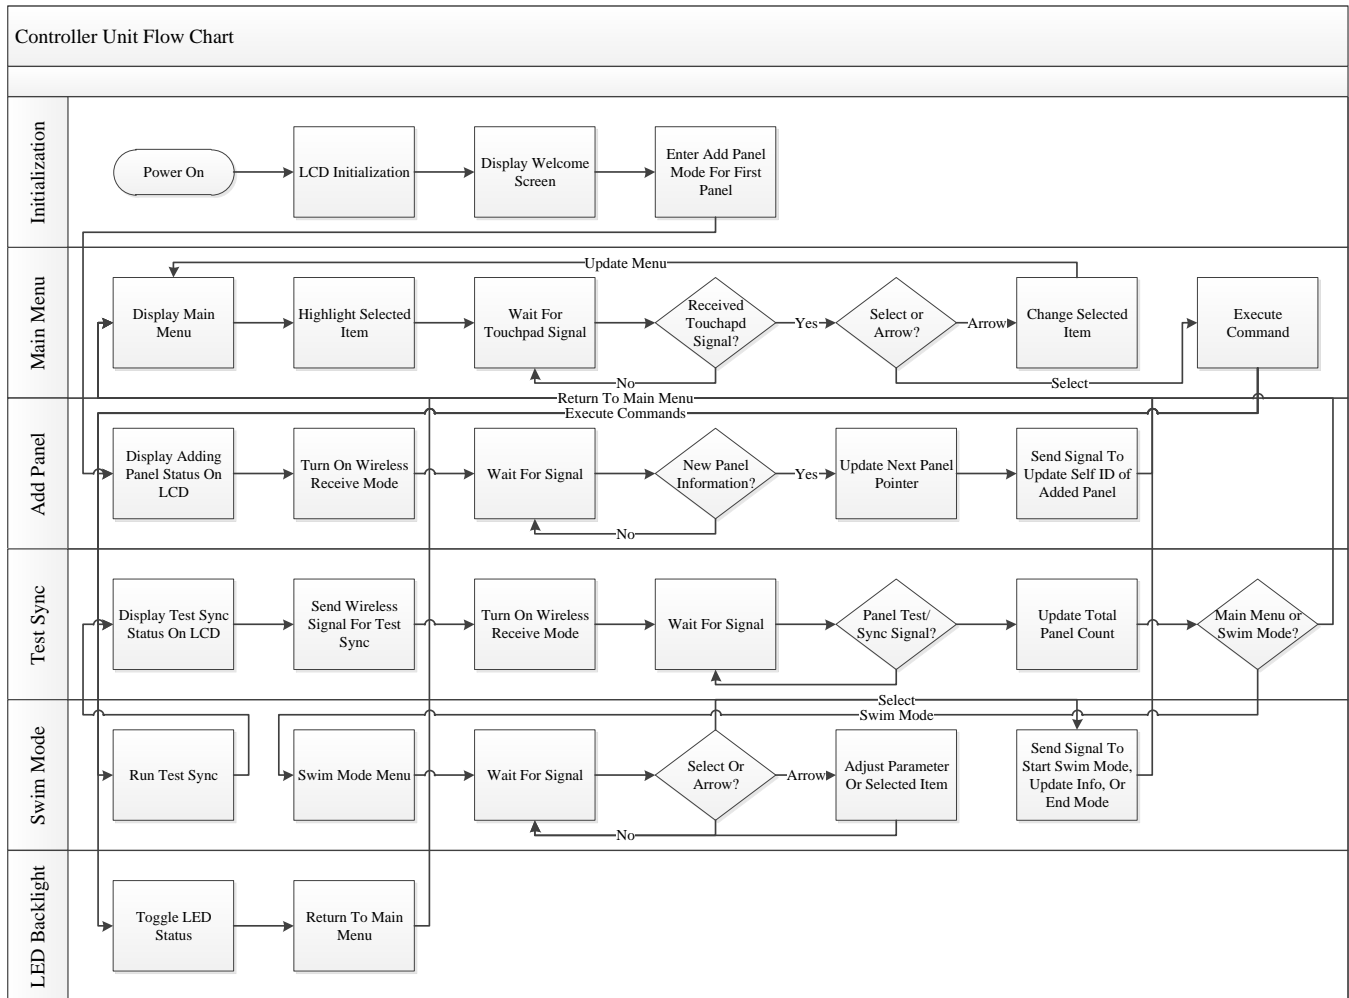 Controller Unit Flow Chart
Initialization
Power On
LCD Initialization
Display Welcome
Screen
Enter Add Panel
Mode For First
Panel
Main Menu
Update Menu
Display Main
Menu
Highlight Selected
Item
Wait For
Touchpad Signal
Received
Touchapd
Signal?
Yes
Select or
Arrow?
Arrow
Change Selected
Item
Execute
Command
No
Select
Return To Main Menu
Execute Commands
Add Panel
Display Adding
Panel Status On
LCD
Turn On Wireless
Receive Mode
Wait For Signal
New Panel
Information?
Yes
Update Next Panel
Pointer
Send Signal To
Update Self ID of
Added Panel
No
Test Sync
Display Test Sync
Status On LCD
Send Wireless
Signal For Test
Sync
Turn On Wireless
Receive Mode
Wait For Signal
Panel Test/
Sync Signal?
Update Total
Panel Count
Main Menu or
Swim Mode?
Select
Swim Mode
Swim Mode
Run Test Sync
Swim Mode Menu
Wait For Signal
Select Or
Arrow?
Arrow
Adjust Parameter
Or Selected Item
Send Signal To
Start Swim Mode,
Update Info, Or
End Mode
No
LED Backlight
Toggle LED
Status
Return To Main
Menu